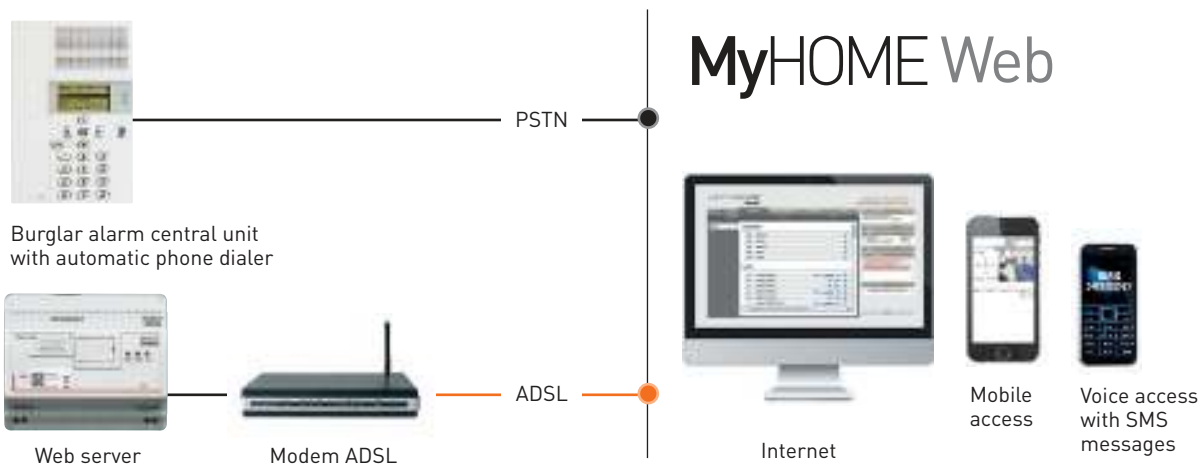 MyHOME Web
PSTN
Burglar alarm central unit
with automatic phone dialer
ADSL
Web server
Modem ADSL
Internet
Mobile
access
Voice access
with SMS
messages